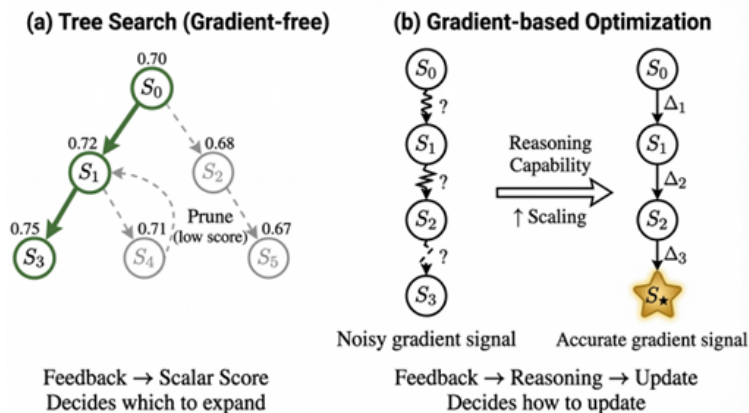 (a) Tree Search (Gradient-free)
0.70
S₀
0.72
S₁
0.68
S₂
Prune
(low score)
0.75
S₃
0.71
S₄
0.67
S₅
Feedback → Scalar Score
Decides which to expand
(b) Gradient-based Optimization
S₀
?
S₁
?
S₂
?
S₃
Noisy gradient signal
Reasoning
Capability
↑ Scaling
S₀
Δ₁
S₁
Δ₂
S₂
Δ₃
S★
Accurate gradient signal
Feedback → Reasoning → Update
Decides how to update